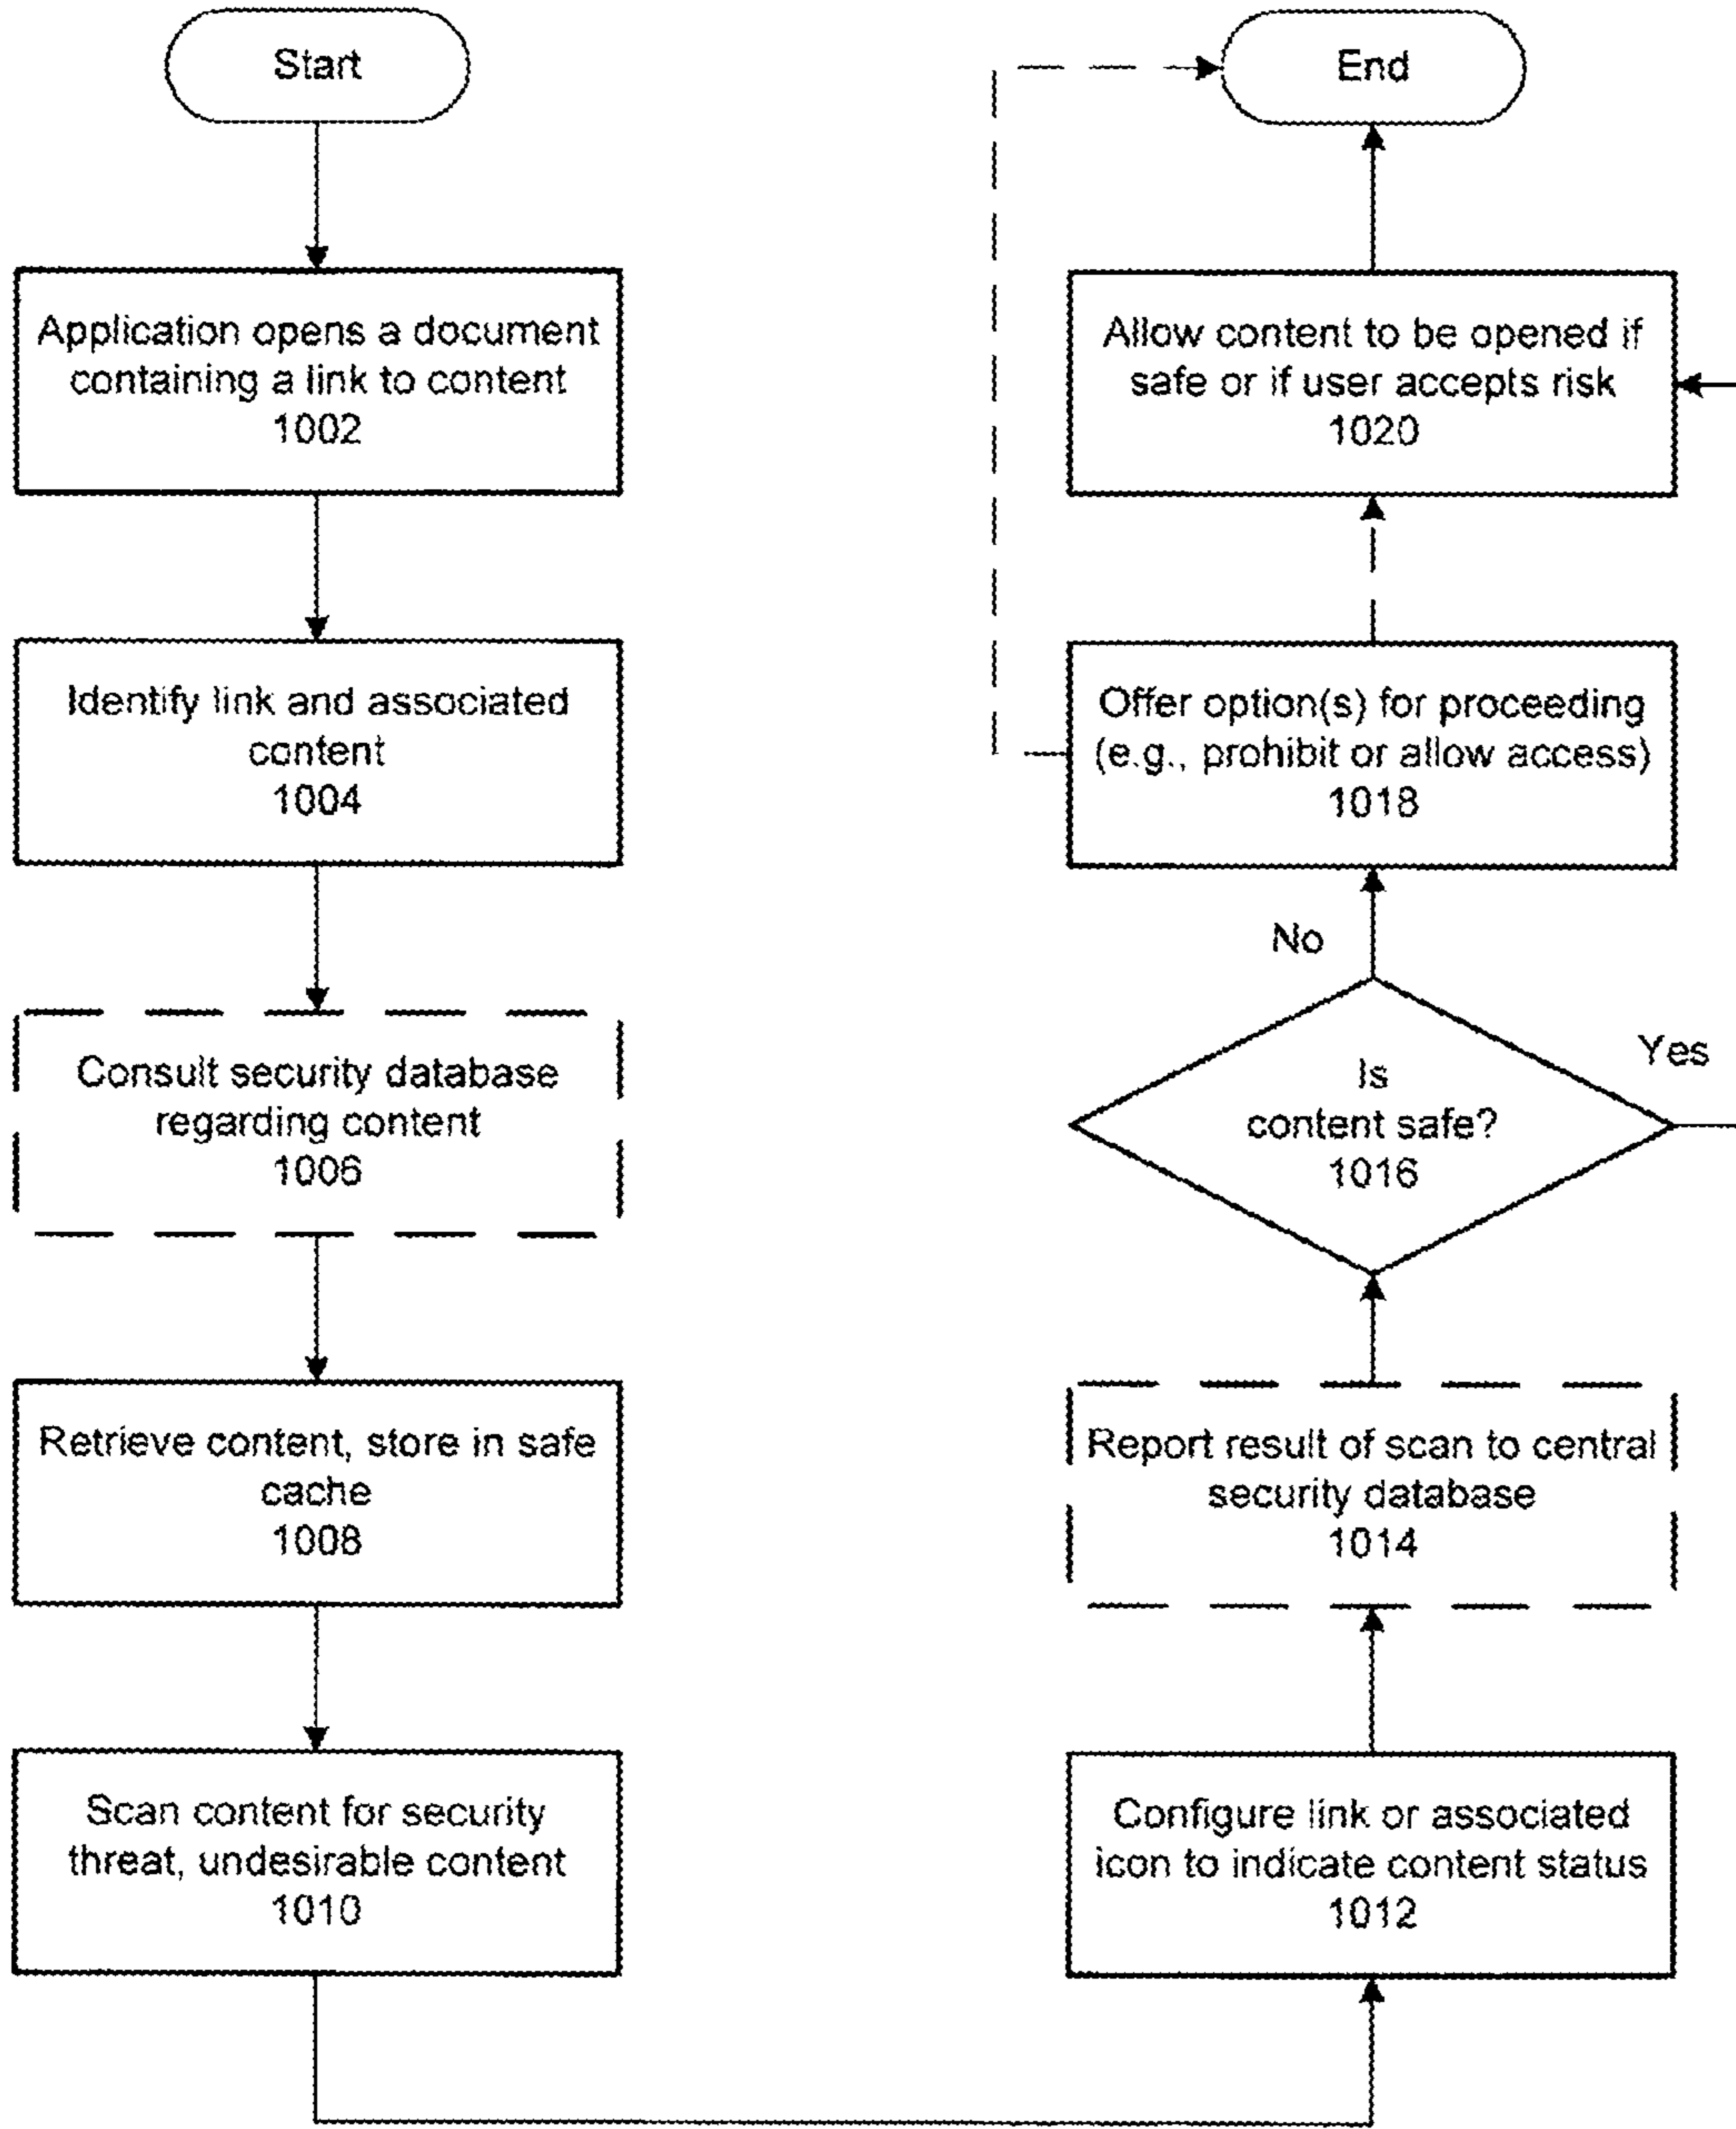 Start
Application opens a document
containing a link to content
1002
Identify link and associated
content
1004
Consult security database
regarding content
1006
Retrieve content, store in safe
cache
1008
Scan content for security
threat, undesirable content
1010
End
Allow content to be opened if
safe or if user accepts risk
1020
Offer option(s) for proceeding
(e.g., prohibit or allow access)
1018
No
Yes
Is
content safe?
1016
Report result of scan to central
security database
1014
Configure link or associated
icon to indicate content status
1012